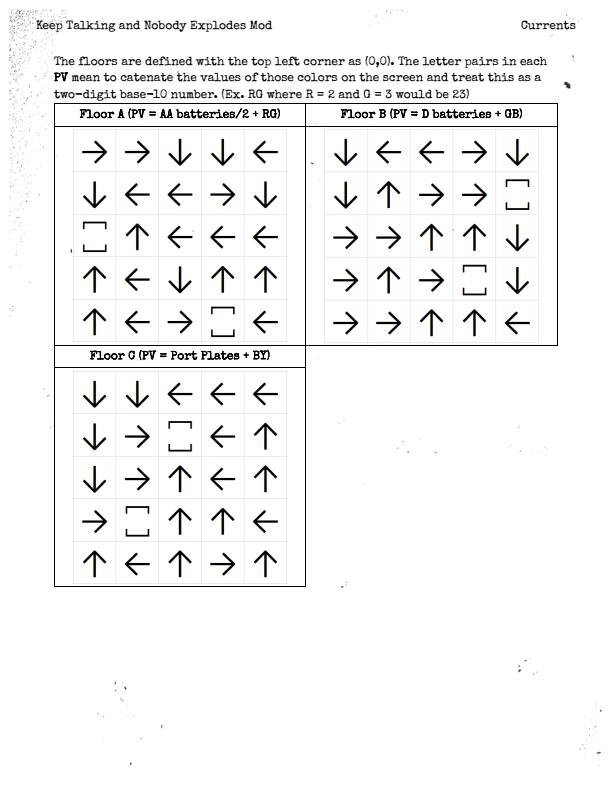 Keep Talking and Nobody Explodes Mod
Currents
The floors are defined with the top left corner as (0,0). The letter pairs in each
PV mean to catenate the values of those colors on the screen and treat this as a
two-digit base-10 number. (Ex. RG where R = 2 and G = 3 would be 23)
Floor A (PV = AA batteries/2 + RG)
Floor B (PV = D batteries + GB)
→ → ↓ ↓ ←
↓ ← ← → ↓
↑ ← ← ←
↑ ← ↓ ↑ ↑
↑ ← → ←
↓ ← ← → ↓
↓ ↑ → →
→ → ↑ ↑ ↓
→ ↑ → ↓
→ → ↑ ↑ ←
Floor C (PV = Port Plates + BY)
↓ ↓ ← ← ←
↓ → ← ↑
↓ → ↑ ← ↑
→ ↑ ↑ ←
↑ ← ↑ → ↑